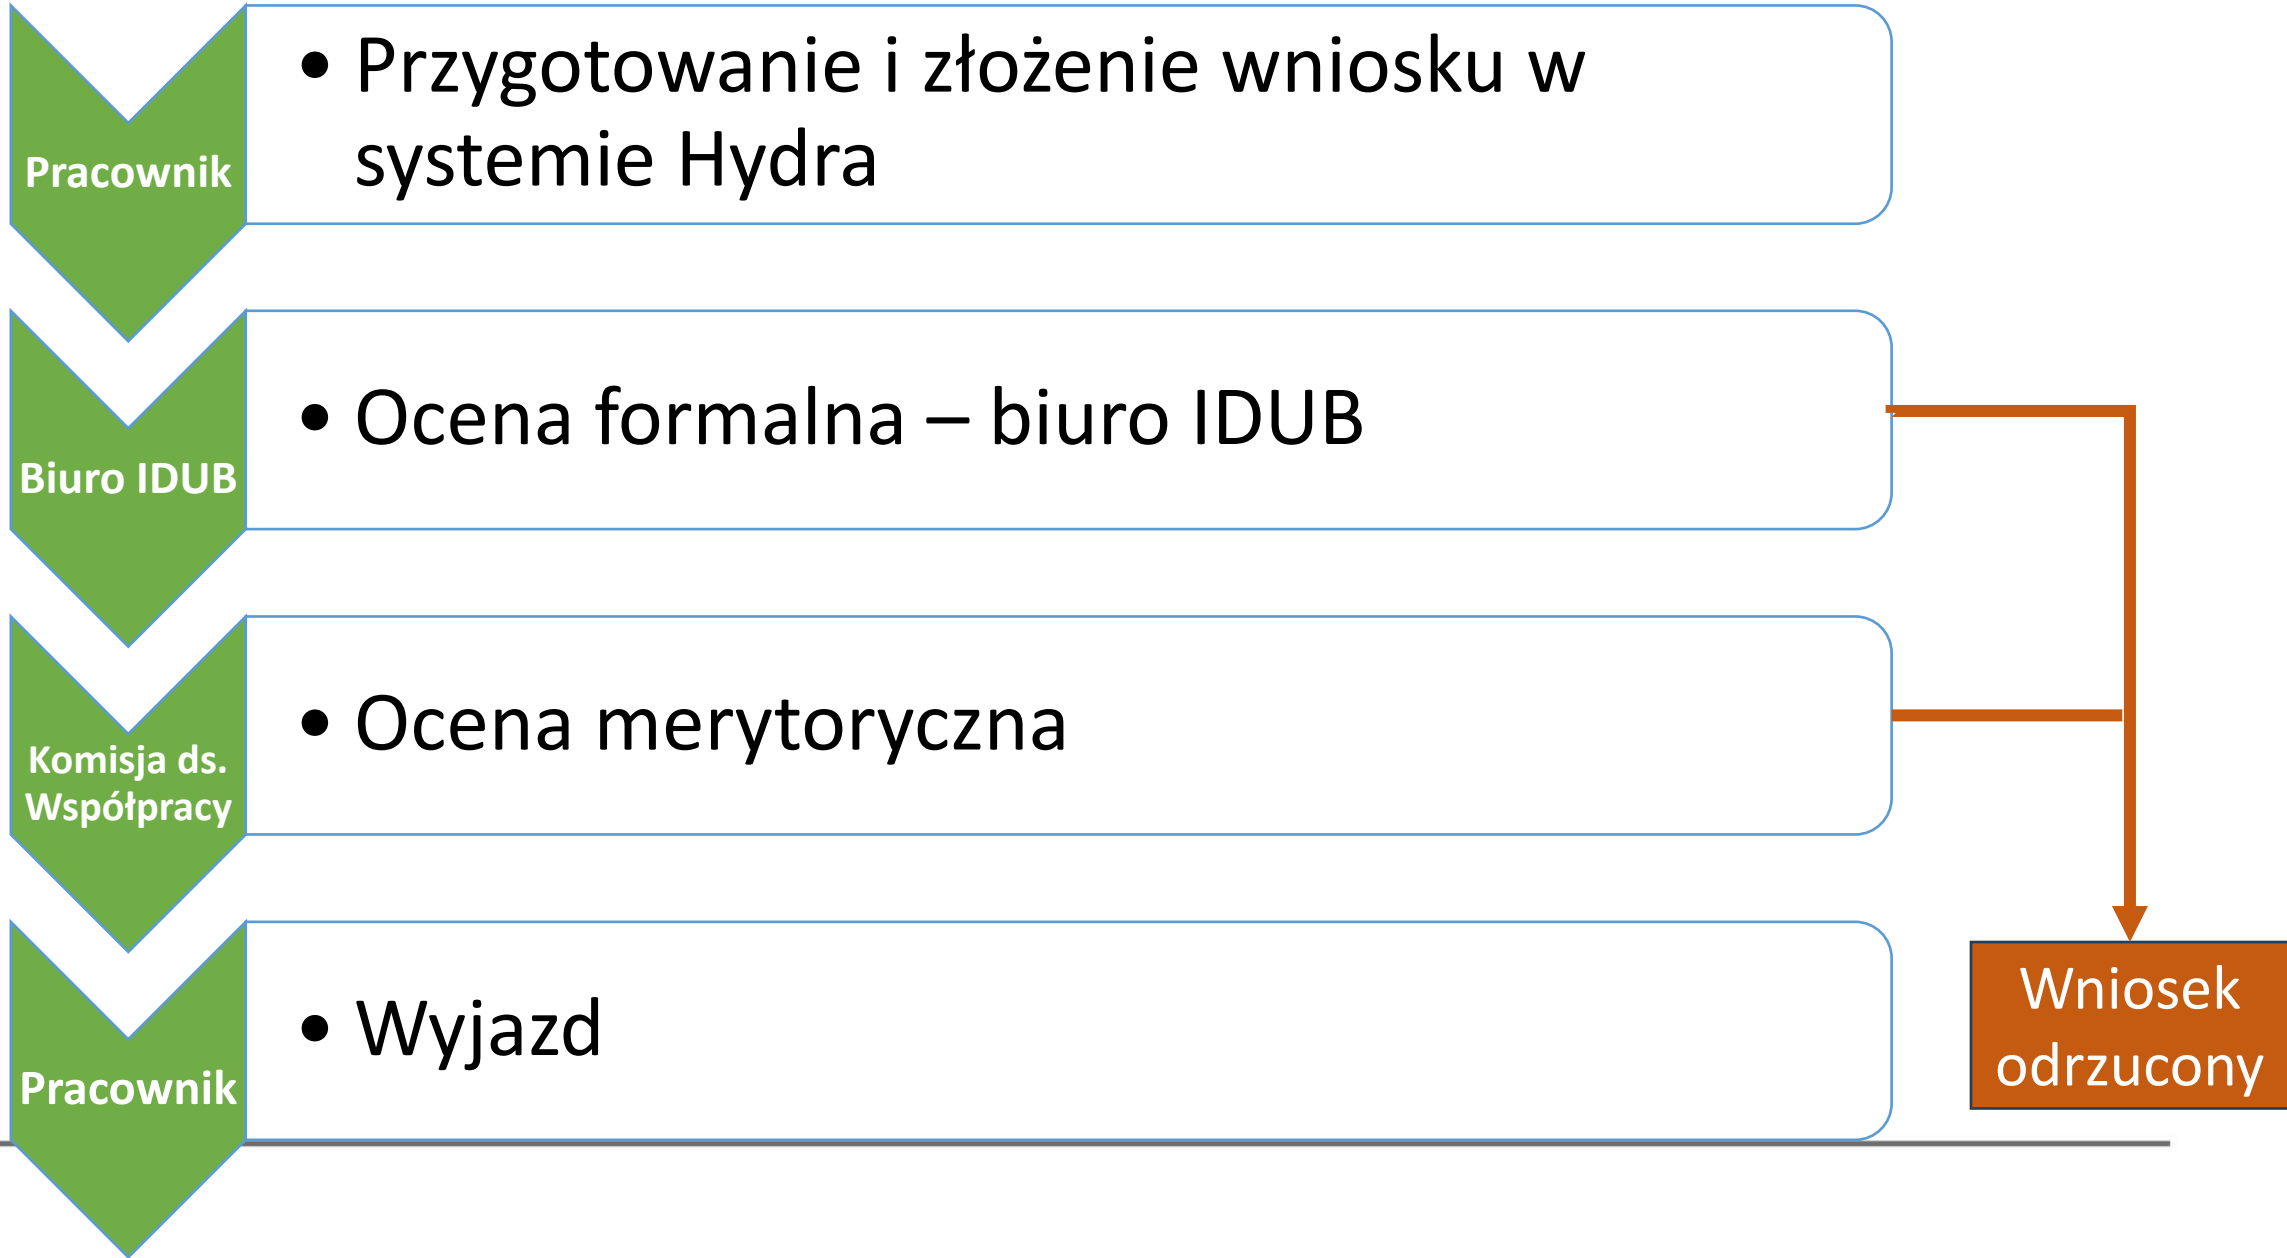 Pracownik
• Przygotowanie i złożenie wniosku w
systemie Hydra
Biuro IDUB
• Ocena formalna – biuro IDUB
Komisja ds.
Współpracy
• Ocena merytoryczna
Pracownik
• Wyjazd
Wniosek
odrzucony